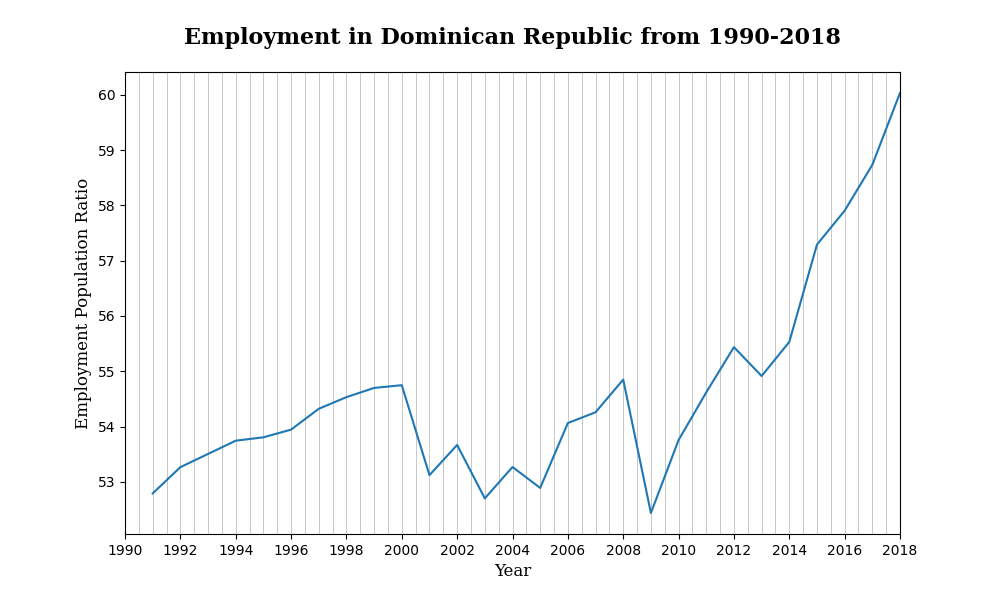 Employment in Dominican Republic from 1990-2018
Employment Population Ratio
60
59
58
57
56
55
54
53
1990 1992 1994 1996 1998 2000 2002 2004 2006 2008 2010 2012 2014 2016 2018
Year